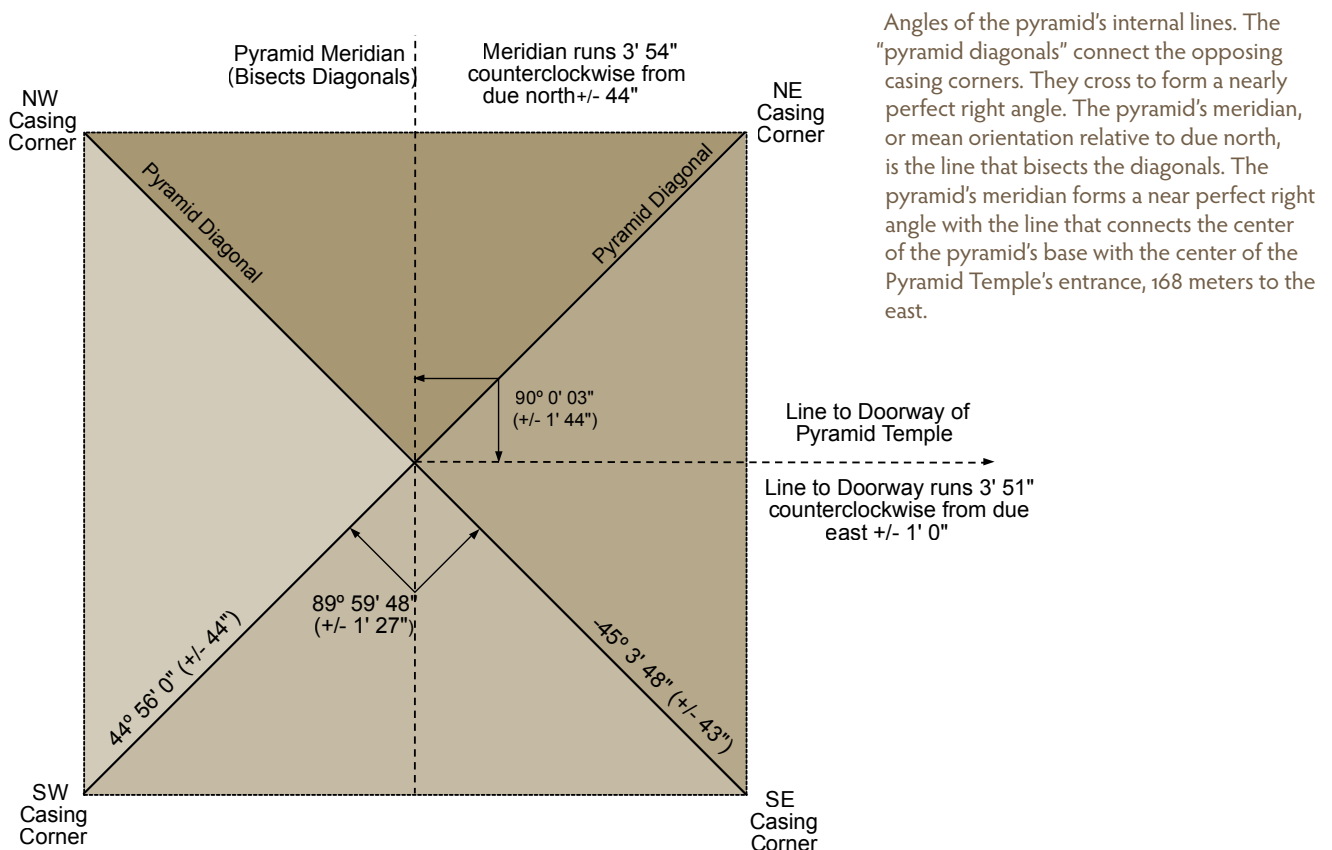 Angles of the pyramid’s internal lines. The
“pyramid diagonals” connect the opposing
casing corners. They cross to form a nearly
perfect right angle. The pyramid’s meridian,
or mean orientation relative to due north,
is the line that bisects the diagonals. The
pyramid’s meridian forms a near perfect right
angle with the line that connects the center
of the pyramid’s base with the center of the
Pyramid Temple’s entrance, 168 meters to the
east.
Pyramid Meridian
(Bisects Diagonals)
Meridian runs 3' 54"
counterclockwise from
due north+/- 44"
NW
Casing
Corner
NE
Casing
Corner
Pyramid Diagonal
Pyramid Diagonal
90º 0' 03"
(+/- 1' 44")
Line to Doorway of
Pyramid Temple
Line to Doorway runs 3' 51"
counterclockwise from due
east +/- 1' 0"
89º 59' 48"
(+/- 1' 27")
44º 56' 0" (+/- 44")
-45º 3' 48" (+/- 43")
SW
Casing
Corner
SE
Casing
Corner